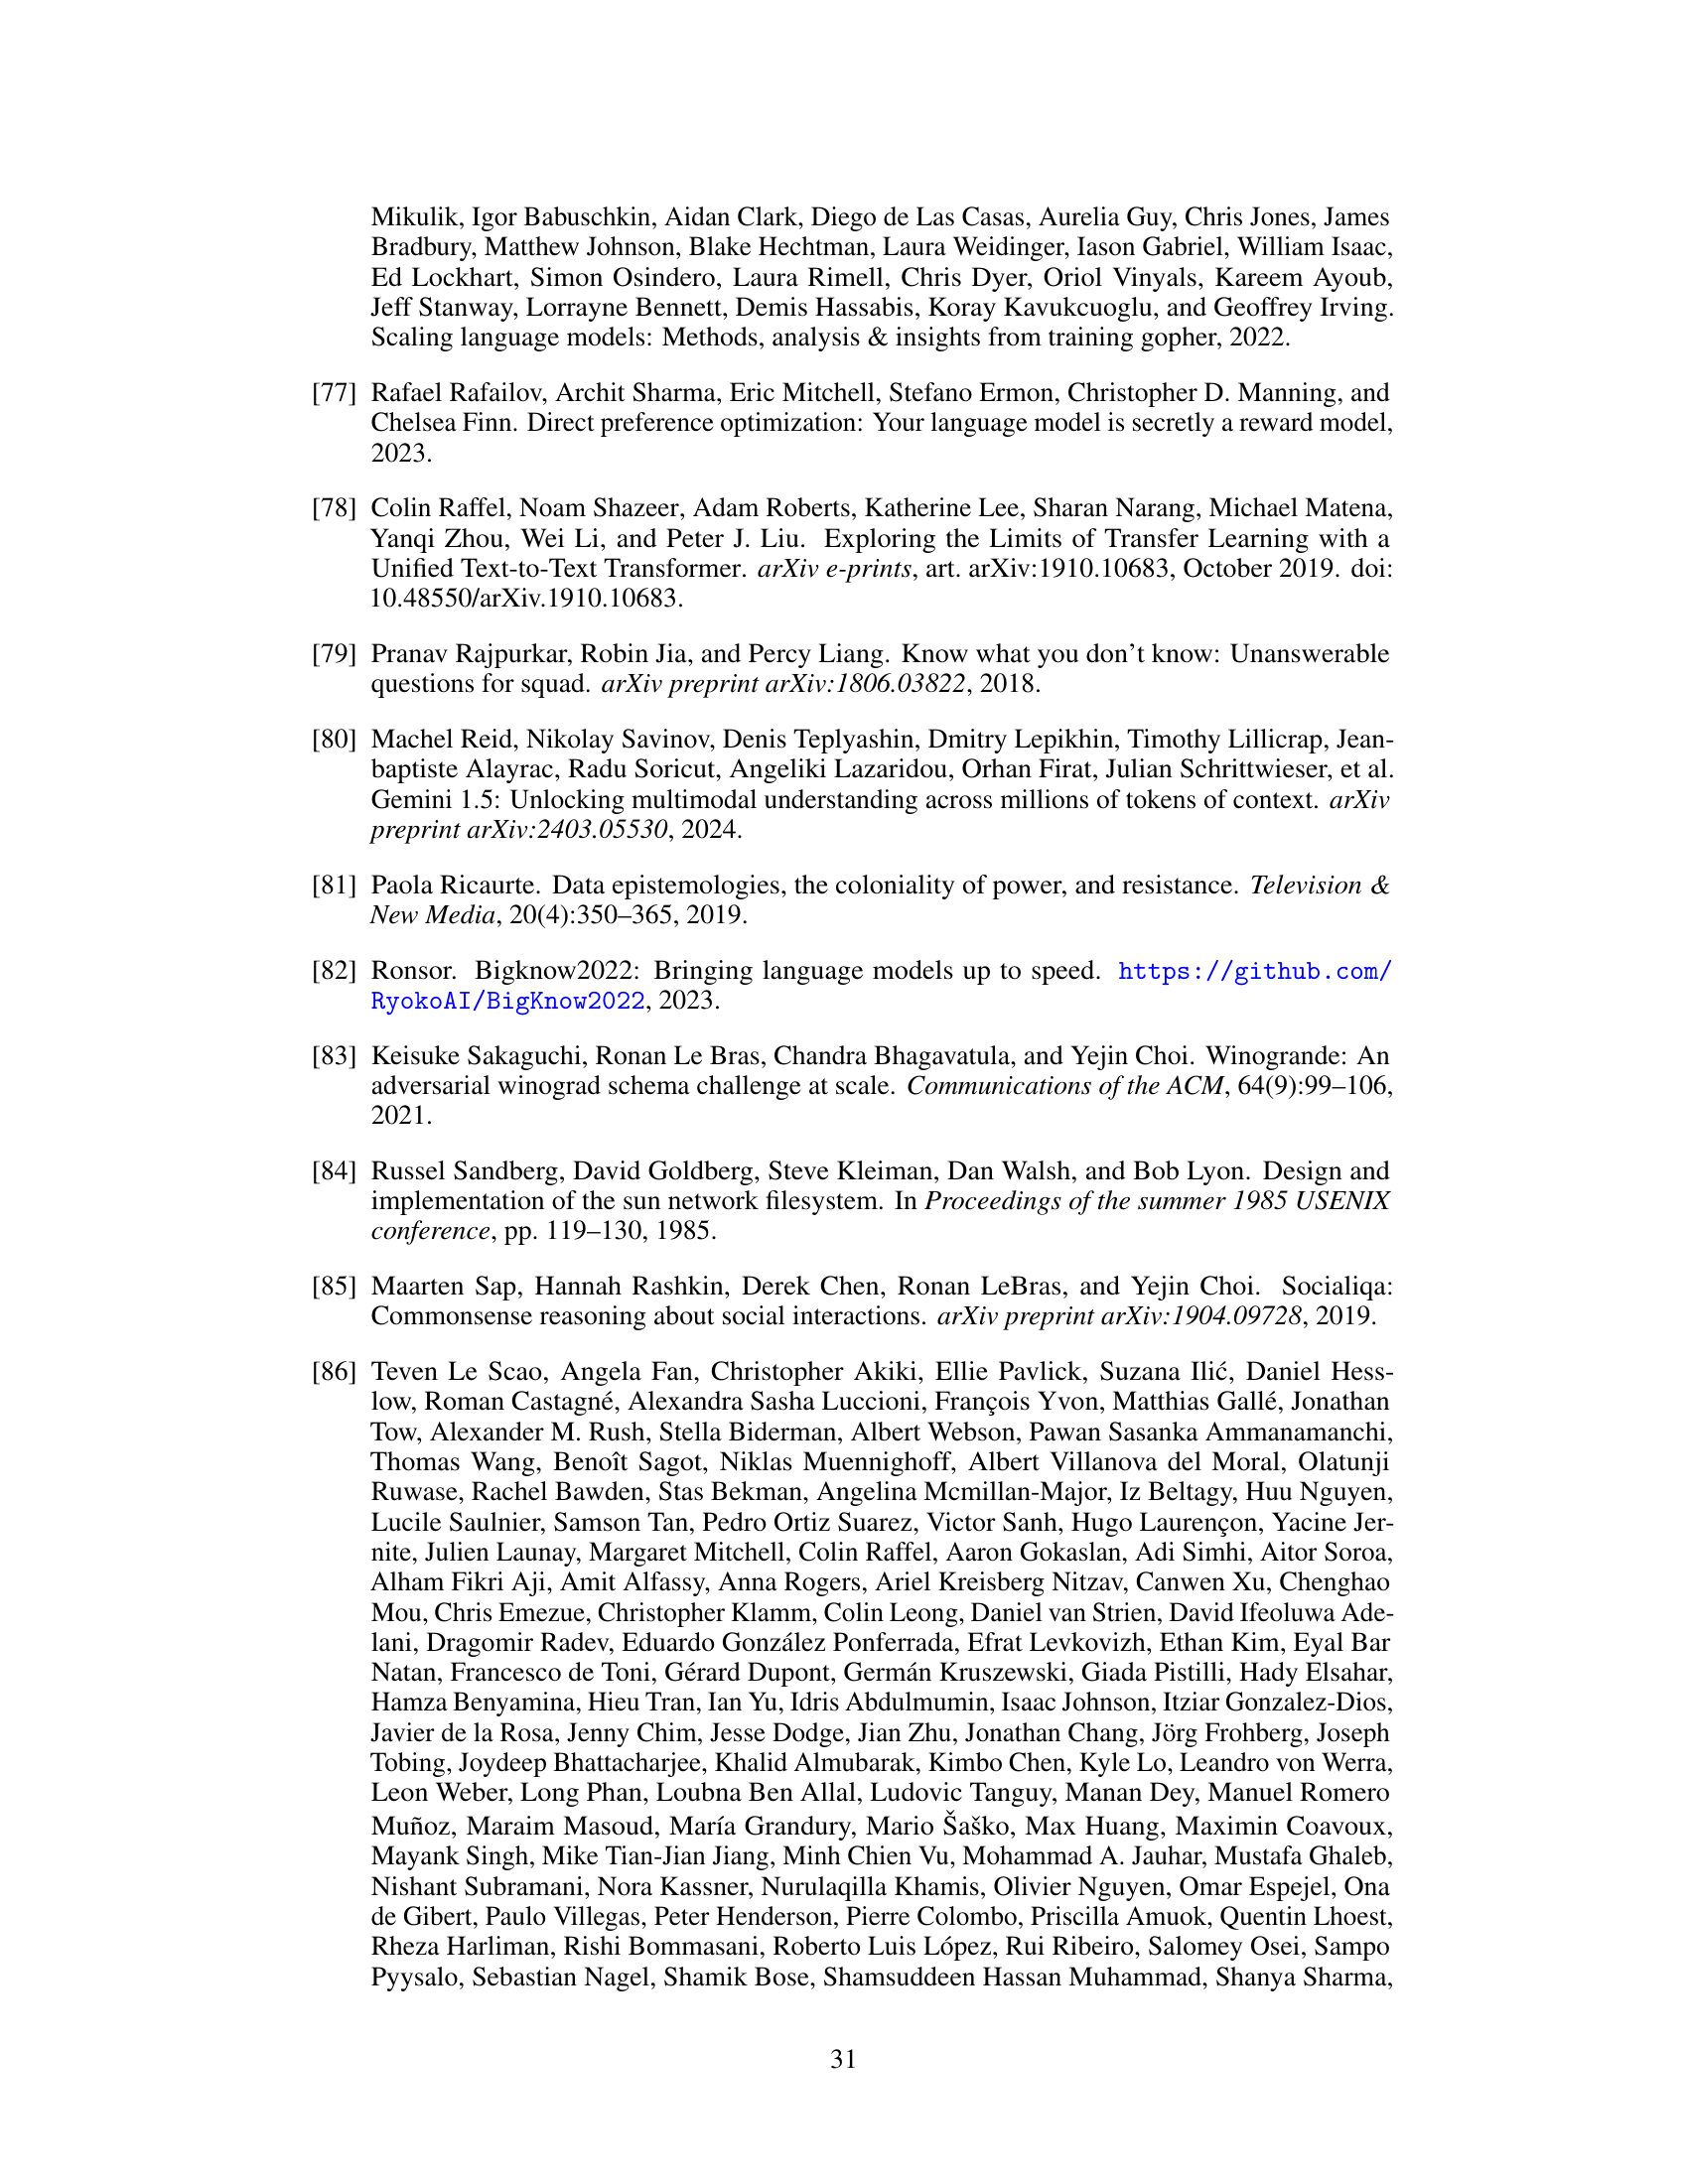 Mikulik, Igor Babuschkin, Aidan Clark, Diego de Las Casas, Aurelia Guy, Chris Jones, James
Bradbury, Matthew Johnson, Blake Hechtman, Laura Weidinger, Iason Gabriel, William Isaac,
Ed Lockhart, Simon Osindero, Laura Rimell, Chris Dyer, Oriol Vinyals, Kareem Ayoub,
Jeff Stanway, Lorrayne Bennett, Demis Hassabis, Koray Kavukcuoglu, and Geoffrey Irving.
Scaling language models: Methods, analysis & insights from training gopher, 2022.
[77] Rafael Rafailov, Archit Sharma, Eric Mitchell, Stefano Ermon, Christopher D. Manning, and
Chelsea Finn. Direct preference optimization: Your language model is secretly a reward model,
2023.
[78] Colin Raffel, Noam Shazeer, Adam Roberts, Katherine Lee, Sharan Narang, Michael Matena,
Yanqi Zhou, Wei Li, and Peter J. Liu. Exploring the Limits of Transfer Learning with a
Unified Text-to-Text Transformer. arXiv e-prints, art. arXiv:1910.10683, October 2019. doi:
10.48550/arXiv.1910.10683.
[79] Pranav Rajpurkar, Robin Jia, and Percy Liang. Know what you don't know: Unanswerable
questions for squad. arXiv preprint arXiv:1806.03822, 2018.
[80] Machel Reid, Nikolay Savinov, Denis Teplyashin, Dmitry Lepikhin, Timothy Lillicrap, Jean-
baptiste Alayrac, Radu Soricut, Angeliki Lazaridou, Orhan Firat, Julian Schrittwieser, et al.
Gemini 1.5: Unlocking multimodal understanding across millions of tokens of context. arXiv
preprint arXiv:2403.05530, 2024.
[81] Paola Ricaurte. Data epistemologies, the coloniality of power, and resistance. Television &
New Media, 20(4):350–365, 2019.
[82] Ronsor. Bigknow2022: Bringing language models up to speed. https://github.com/
RyokoAI/BigKnow2022, 2023.
[83] Keisuke Sakaguchi, Ronan Le Bras, Chandra Bhagavatula, and Yejin Choi. Winogrande: An
adversarial winograd schema challenge at scale. Communications of the ACM, 64(9):99–106,
2021.
[84] Russel Sandberg, David Goldberg, Steve Kleiman, Dan Walsh, and Bob Lyon. Design and
implementation of the sun network filesystem. In Proceedings of the summer 1985 USENIX
conference, pp. 119–130, 1985.
[85] Maarten Sap, Hannah Rashkin, Derek Chen, Ronan LeBras, and Yejin Choi. Socialiqa:
Commonsense reasoning about social interactions. arXiv preprint arXiv:1904.09728, 2019.
[86] Teven Le Scao, Angela Fan, Christopher Akiki, Ellie Pavlick, Suzana Ilić, Daniel Hess-
low, Roman Castagné, Alexandra Sasha Luccioni, François Yvon, Matthias Gallé, Jonathan
Tow, Alexander M. Rush, Stella Biderman, Albert Webson, Pawan Sasanka Ammanamanchi,
Thomas Wang, Benoît Sagot, Niklas Muennighoff, Albert Villanova del Moral, Olatunji
Ruwase, Rachel Bawden, Stas Bekman, Angelina Mcmillan-Major, Iz Beltagy, Huu Nguyen,
Lucile Saulnier, Samson Tan, Pedro Ortiz Suarez, Victor Sanh, Hugo Laurençon, Yacine Jer-
nite, Julien Launay, Margaret Mitchell, Colin Raffel, Aaron Gokaslan, Adi Simhi, Aitor Soroa,
Alham Fikri Aji, Amit Alfassy, Anna Rogers, Ariel Kreisberg Nitzav, Canwen Xu, Chenghao
Mou, Chris Emezue, Christopher Klamm, Colin Leong, Daniel van Strien, David Ifeoluwa Ade-
lani, Dragomir Radev, Eduardo González Ponferrada, Efrat Levkovizh, Ethan Kim, Eyal Bar
Natan, Francesco de Toni, Gérard Dupont, Germán Kruszewski, Giada Pistilli, Hady Elsahar,
Hamza Benyamina, Hieu Tran, Ian Yu, Idris Abdulmumin, Isaac Johnson, Itziar Gonzalez-Dios,
Javier de la Rosa, Jenny Chim, Jesse Dodge, Jian Zhu, Jonathan Chang, Jörg Frohberg, Joseph
Tobing, Joydeep Bhattacharjee, Khalid Almubarak, Kimbo Chen, Kyle Lo, Leandro von Werra,
Leon Weber, Long Phan, Loubna Ben Allal, Ludovic Tanguy, Manan Dey, Manuel Romero
Muñoz, Maraim Masoud, María Grandury, Mario Šaško, Max Huang, Maximin Coavoux,
Mayank Singh, Mike Tian-Jian Jiang, Minh Chien Vu, Mohammad A. Jauhar, Mustafa Ghaleb,
Nishant Subramani, Nora Kassner, Nurulaqilla Khamis, Olivier Nguyen, Omar Espejel, Ona
de Gibert, Paulo Villegas, Peter Henderson, Pierre Colombo, Priscilla Amuok, Quentin Lhoest,
Rheza Harliman, Rishi Bommasani, Roberto Luis López, Rui Ribeiro, Salomey Osei, Sampo
Pyysalo, Sebastian Nagel, Shamik Bose, Shamsuddeen Hassan Muhammad, Shanya Sharma,
31